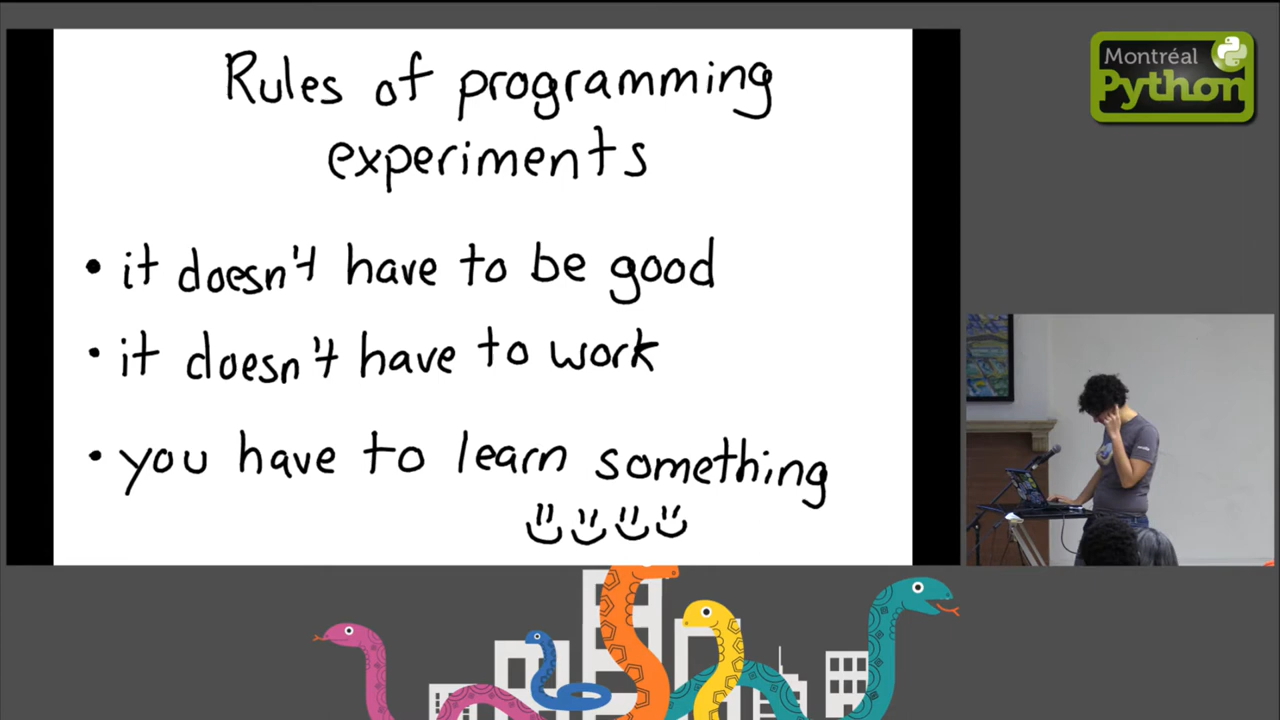 Rules of programming
experiments
• it doesn't have to be good
• it doesn't have to work
• you have to learn something
Montréal
Python